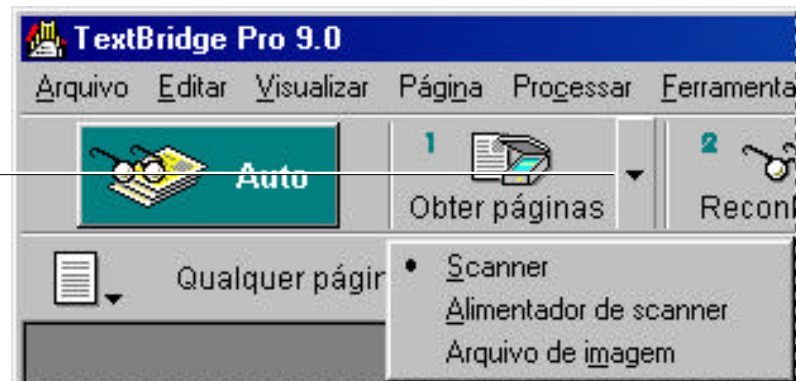 TextBridge Pro 9.0
Arquivo Editar Visualizar Página Processar
Auto 1 Obter páginas 2
Qualquer
Scanner
Alimentador de scanner
Arquivo de imagem